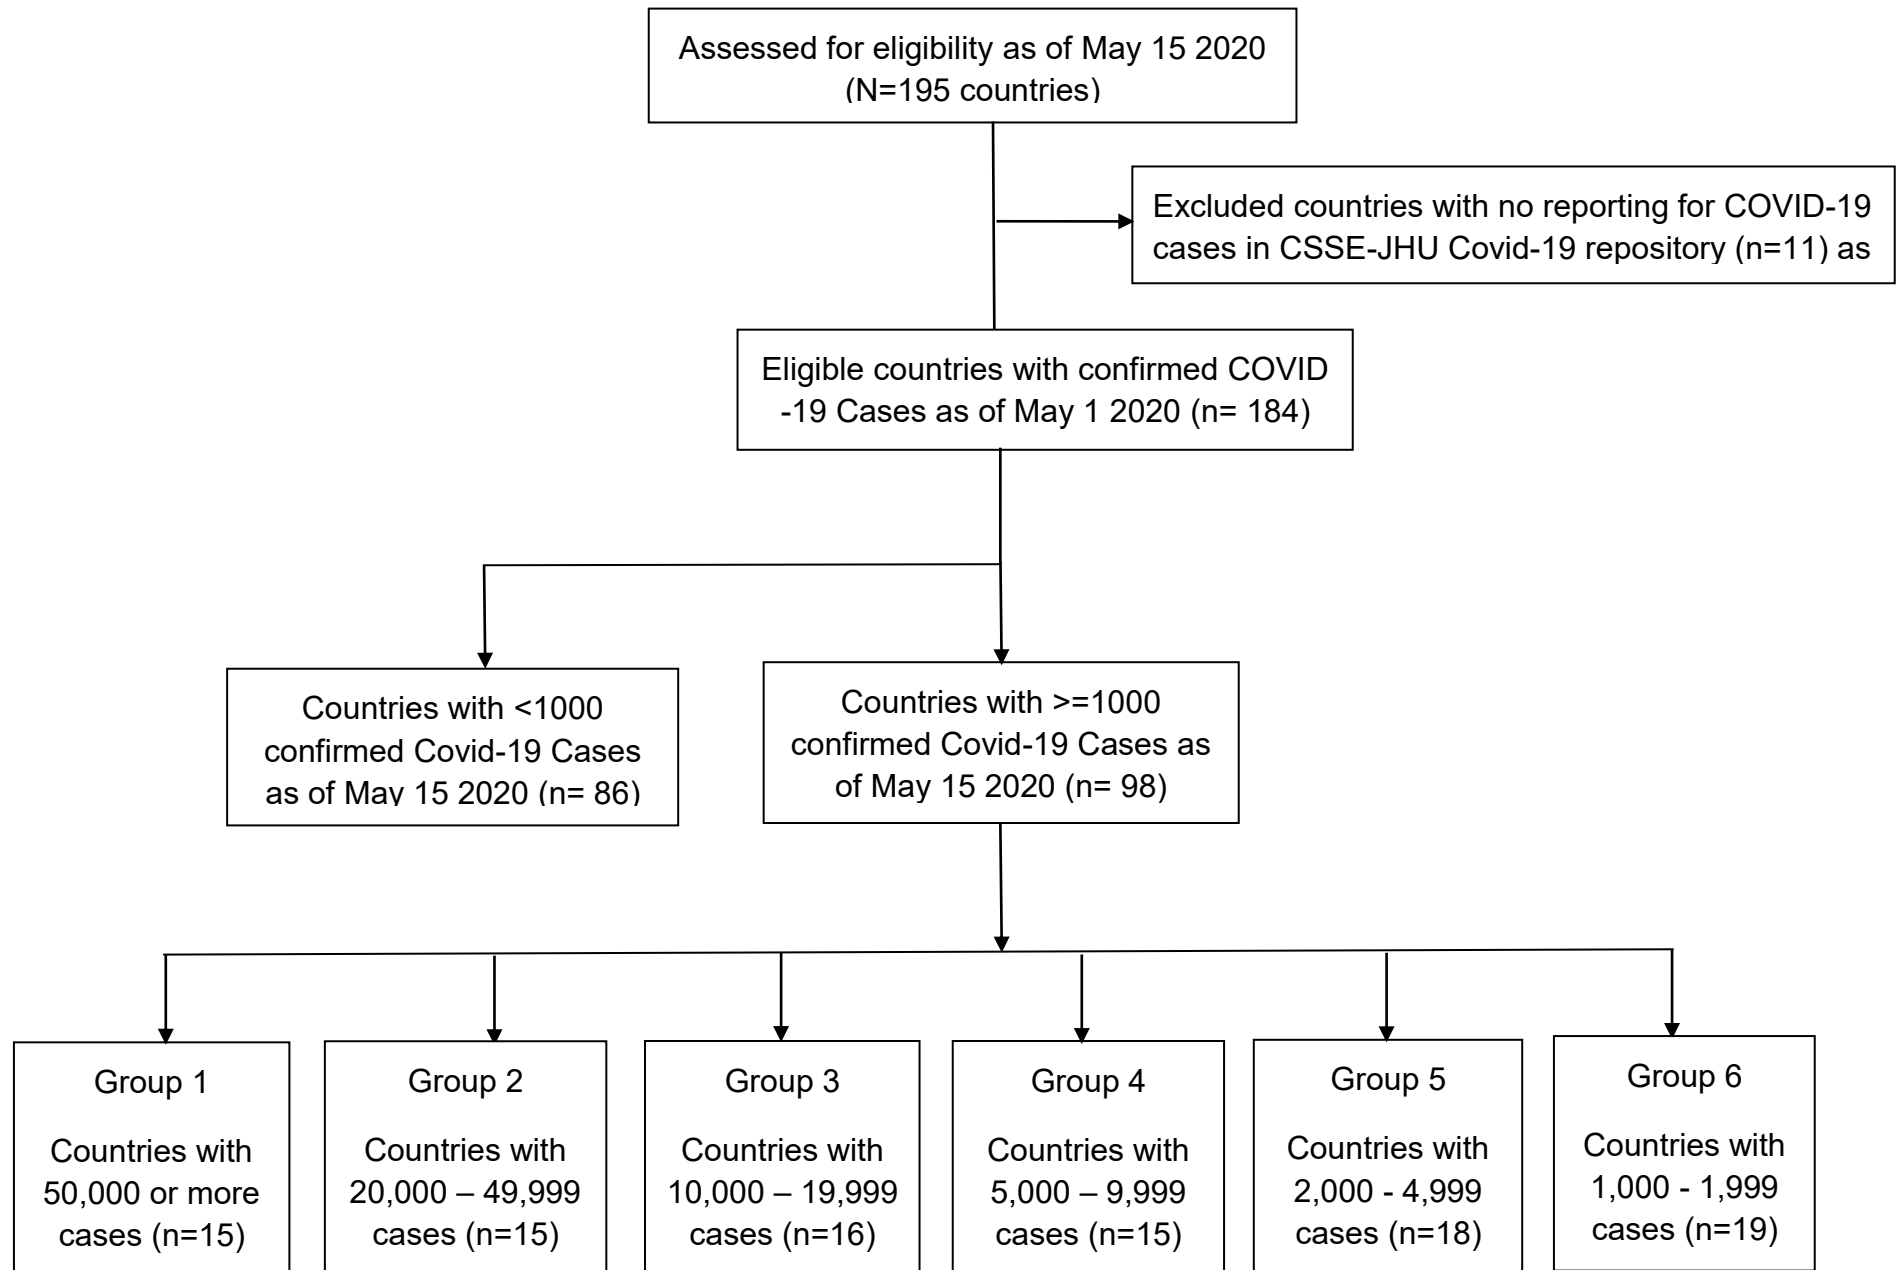 Assessed for eligibility as of May 15 2020
(N=195 countries)
Excluded countries with no reporting for COVID-19
cases in CSSE-JHU Covid-19 repository (n=11) as
Eligible countries with confirmed COVID
-19 Cases as of May 1 2020 (n= 184)
Countries with <1000
confirmed Covid-19 Cases
as of May 15 2020 (n= 86)
Countries with >=1000
confirmed Covid-19 Cases as
of May 15 2020 (n= 98)
Group 1
Countries with
50,000 or more
cases (n=15)
Group 2
Countries with
20,000 – 49,999
cases (n=15)
Group 3
Countries with
10,000 – 19,999
cases (n=16)
Group 4
Countries with
5,000 – 9,999
cases (n=15)
Group 5
Countries with
2,000 - 4,999
cases (n=18)
Group 6
Countries with
1,000 - 1,999
cases (n=19)